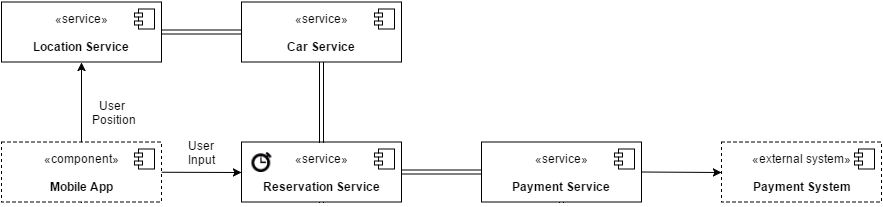 «service»
Location Service
«service»
Car Service
User
Position
«component»
Mobile App
User
Input
«service»
Reservation Service
«service»
Payment Service
«external system»
Payment System